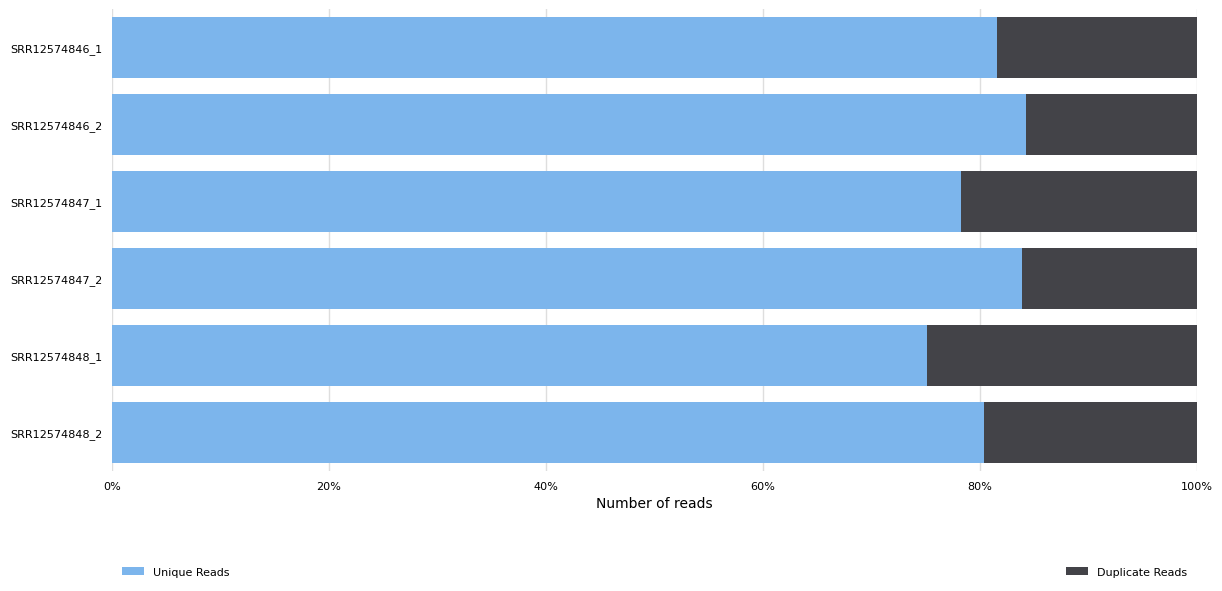 SRR12574846_1
SRR12574846_2
SRR12574847_1
SRR12574847_2
SRR12574848_1
SRR12574848_2
0% 20% 40% 60% 80% 100%
Number of reads
Unique Reads Duplicate Reads